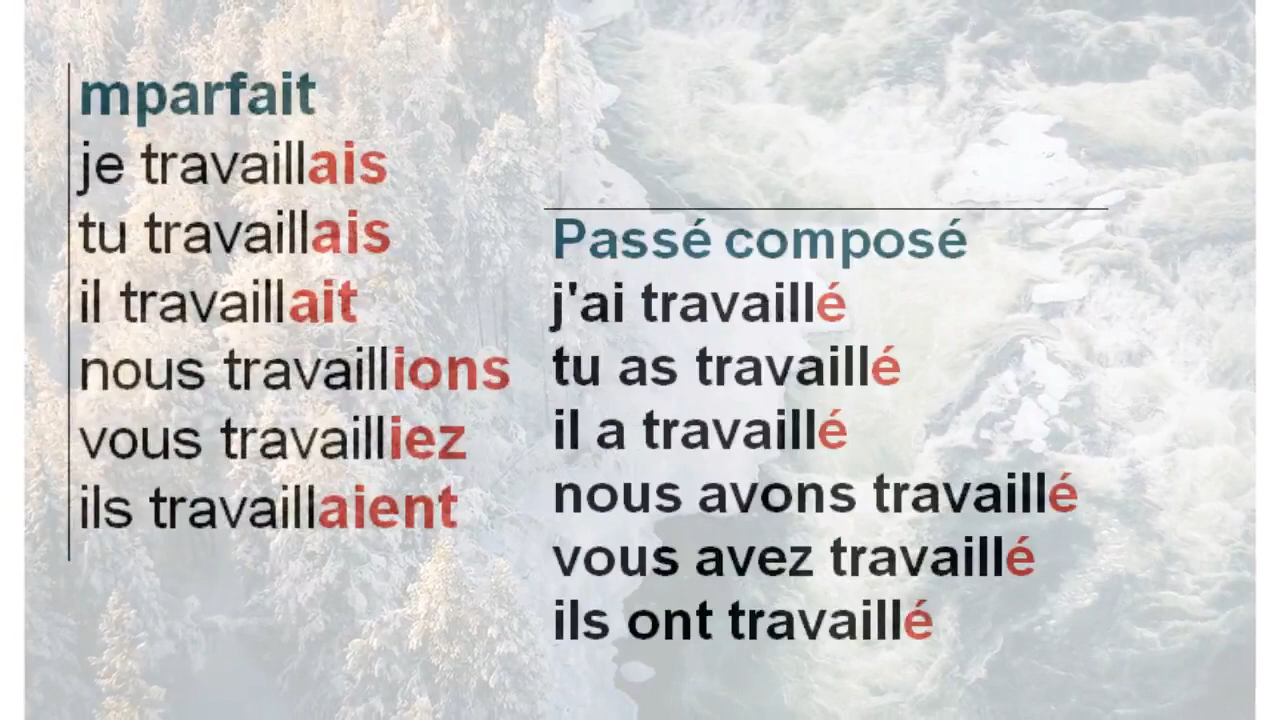 mparfait
je travaillais
tu travaillais
il travaillait
nous travaillions
vous travailliez
ils travaillaient
Passé composé
j'ai travaillé
tu as travaillé
il a travaillé
nous avons travaillé
vous avez travaillé
ils ont travaillé